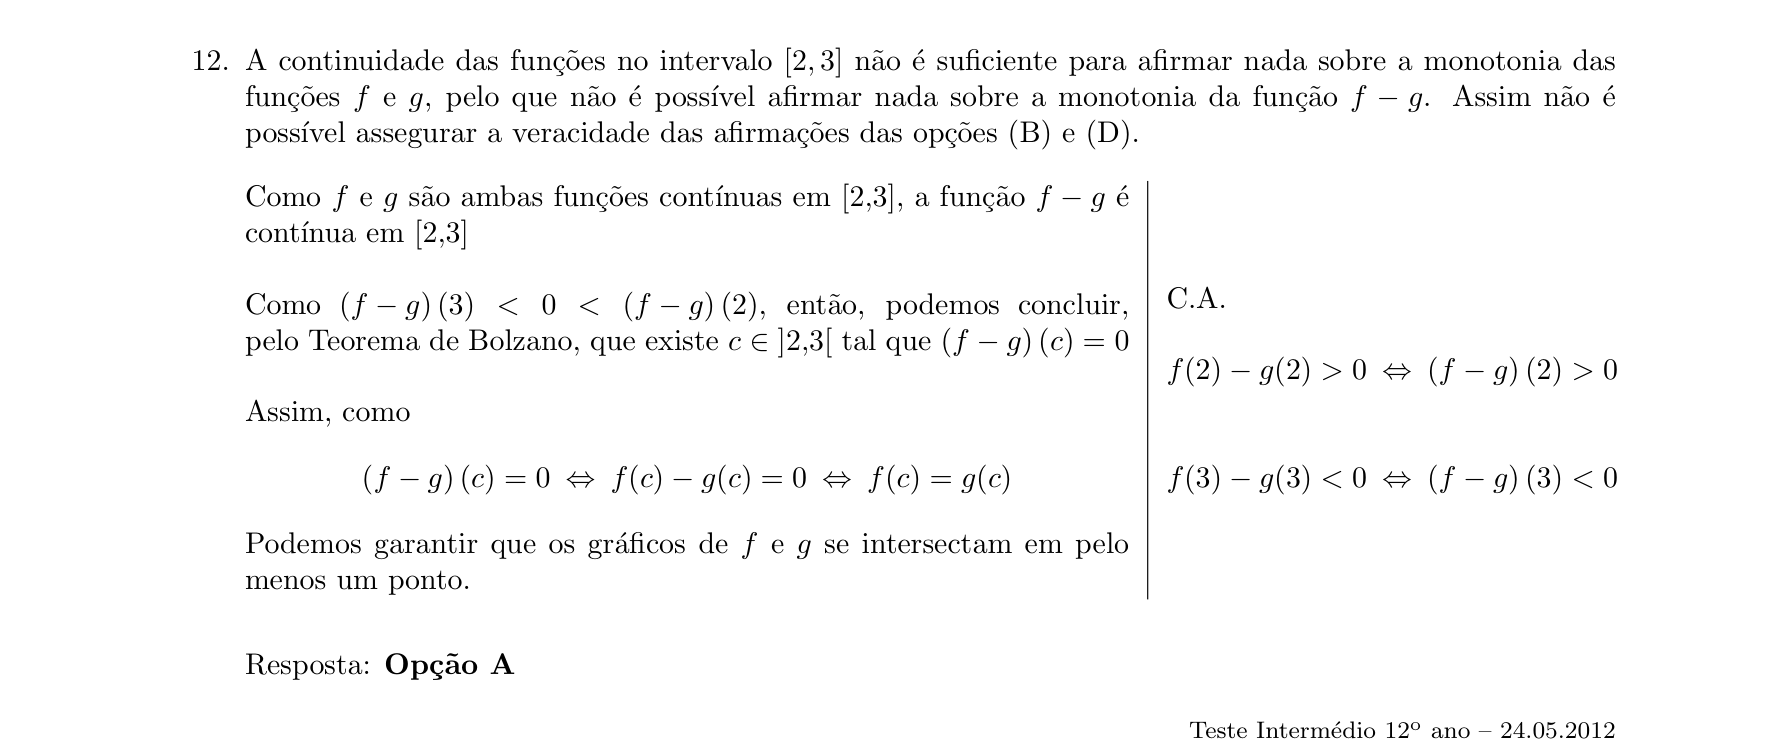 12. A continuidade das funções no intervalo [2, 3] não é suficiente para afirmar nada sobre a monotonia das
funções f e g, pelo que não é possível afirmar nada sobre a monotonia da função f − g. Assim não é
possível assegurar a veracidade das afirmações das opções (B) e (D).
Como f e g são ambas funções contínuas em [2,3], a função f − g é
contínua em [2,3]
Como (f − g) (3) < 0 < (f − g) (2), então, podemos concluir,
pelo Teorema de Bolzano, que existe c ∈ ]2,3[ tal que (f − g) (c) = 0
Assim, como
(f − g) (c) = 0 ⇔ f(c) − g(c) = 0 ⇔ f(c) = g(c)
Podemos garantir que os gráficos de f e g se intersectam em pelo
menos um ponto.
C.A.
f(2) − g(2) > 0 ⇔ (f − g) (2) > 0
f(3) − g(3) < 0 ⇔ (f − g) (3) < 0
Resposta: Opção A
Teste Intermédio 12º ano – 24.05.2012